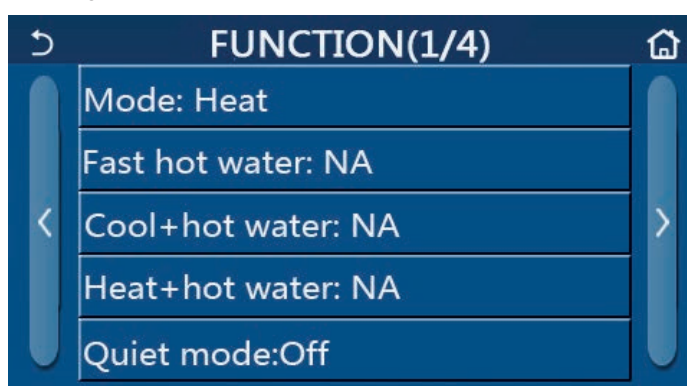 FUNCTION(1/4)
Mode: Heat
Fast hot water: NA
Cool+hot water: NA
Heat+hot water: NA
Quiet mode:Off